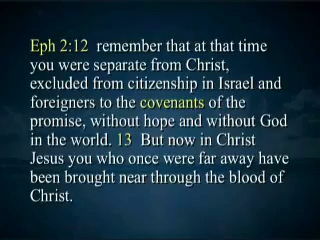 Eph 2:12  remember that at that time
you were separate from Christ,
excluded from citizenship in Israel and
foreigners to the covenants of the
promise, without hope and without God
in the world. 13  But now in Christ
Jesus you who once were far away have
been brought near through the blood of
Christ.